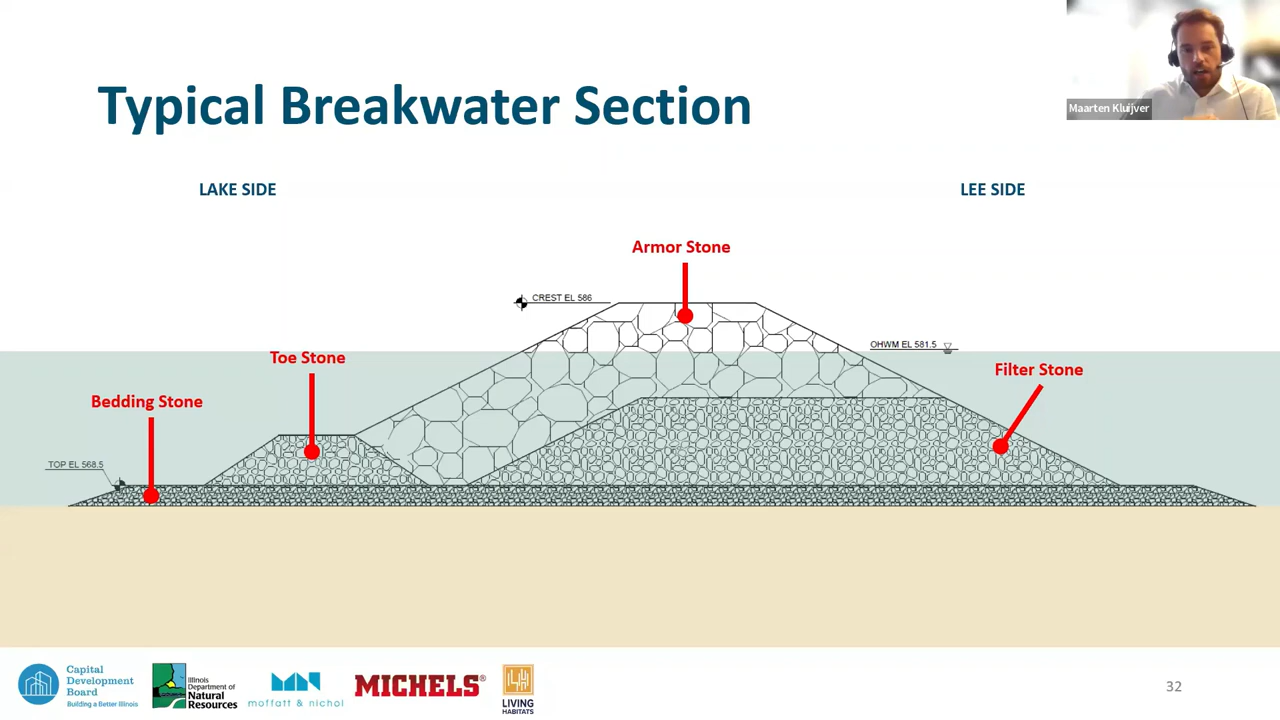 Maarten Kluijver
Typical Breakwater Section
LAKE SIDE
LEE SIDE
Armor Stone
CREST EL 586
OHWM EL 581.5
Toe Stone
Filter Stone
Bedding Stone
TOP EL 568.5
Capital
Development
Board
Building a Better Illinois
Illinois
Department of
Natural
Resources
moffatt & nichol
MICHELS®
LIVING
HABITATS
32